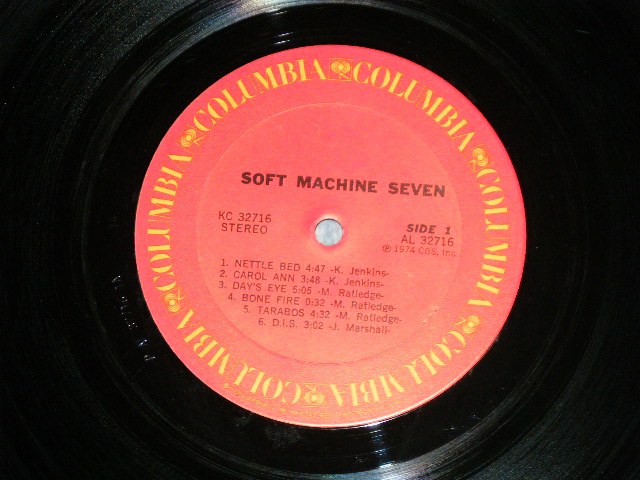 COLUMBIA COLUMBIA COLUMBIA COLUMBIA COLUMBIA COLUMBIA
SOFT MACHINE SEVEN
KC 32716
STEREO
SIDE 1
AL 32716
℗ 1974 CBS, Inc.
1. NETTLE BED 4:47 -K. Jenkins-
2. CAROL ANN 3:48 -K. Jenkins-
3. DAY'S EYE 5:05 -M. Ratledge-
4. BONE FIRE 0:32 -M. Ratledge-
5. TARABOS 4:32 -M. Ratledge-
6. D.I.S. 3:02 -J. Marshall-